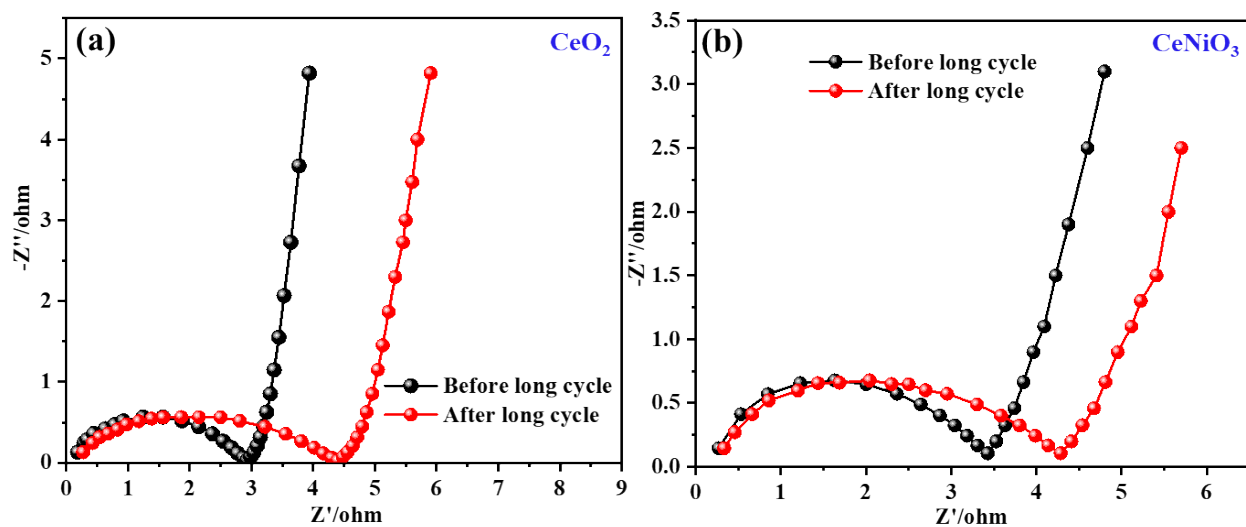 (a)
CeO2
-Z''/ohm
5
4
3
2
1
0
Before long cycle
After long cycle
0 1 2 3 4 5 6 7 8 9
Z'/ohm
(b)
CeNiO3
-Z''/ohm
3.5
3.0
2.5
2.0
1.5
1.0
0.5
0.0
Before long cycle
After long cycle
0 1 2 3 4 5 6
Z'/ohm